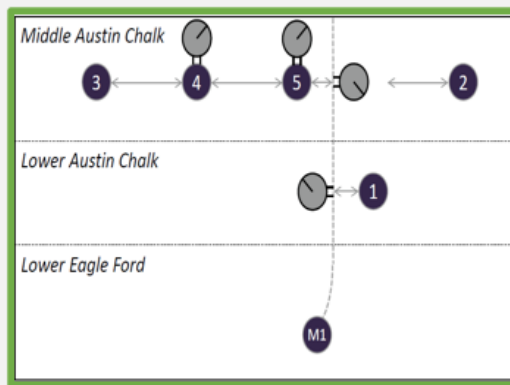 Middle Austin Chalk
3 4 5 2
Lower Austin Chalk
1
Lower Eagle Ford
M1